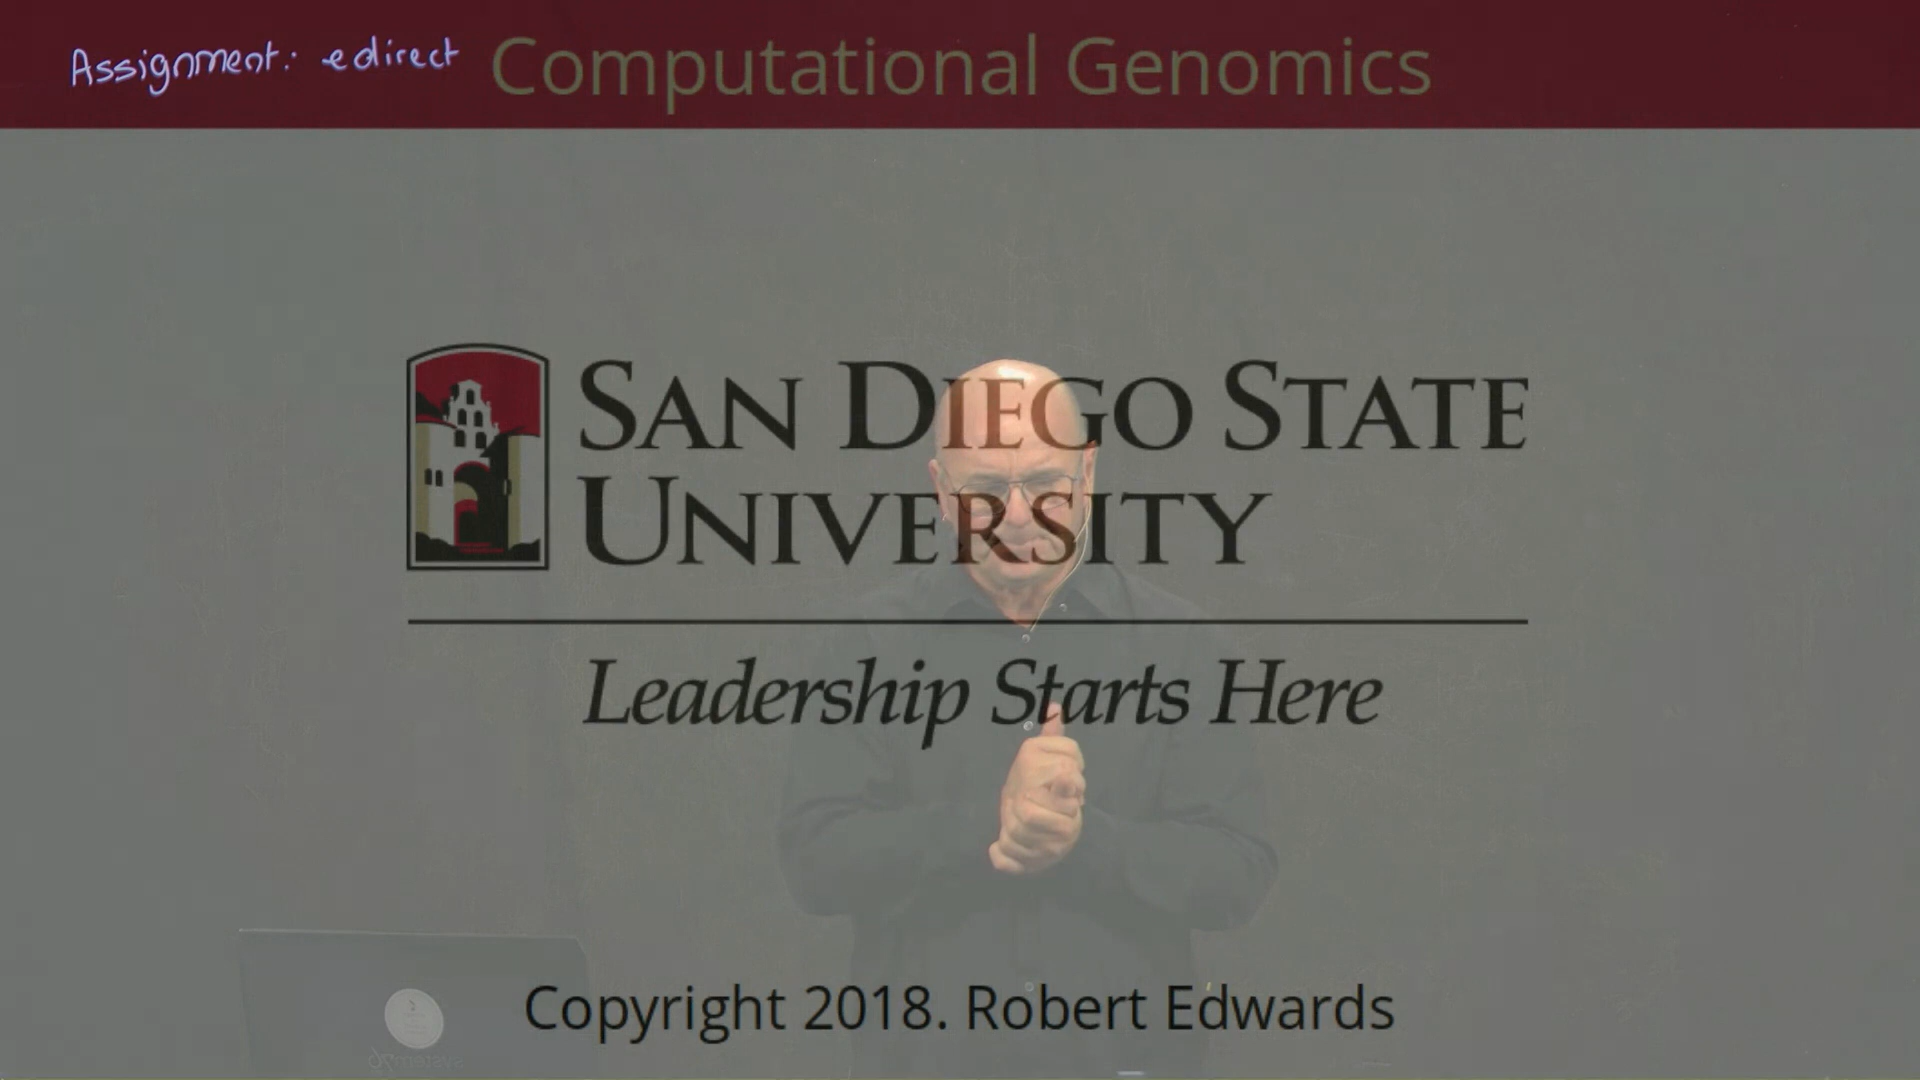 Assignment: edirect
Computational Genomics
SAN DIEGO STATE
UNIVERSITY
Leadership Starts Here
Copyright 2018. Robert Edwards